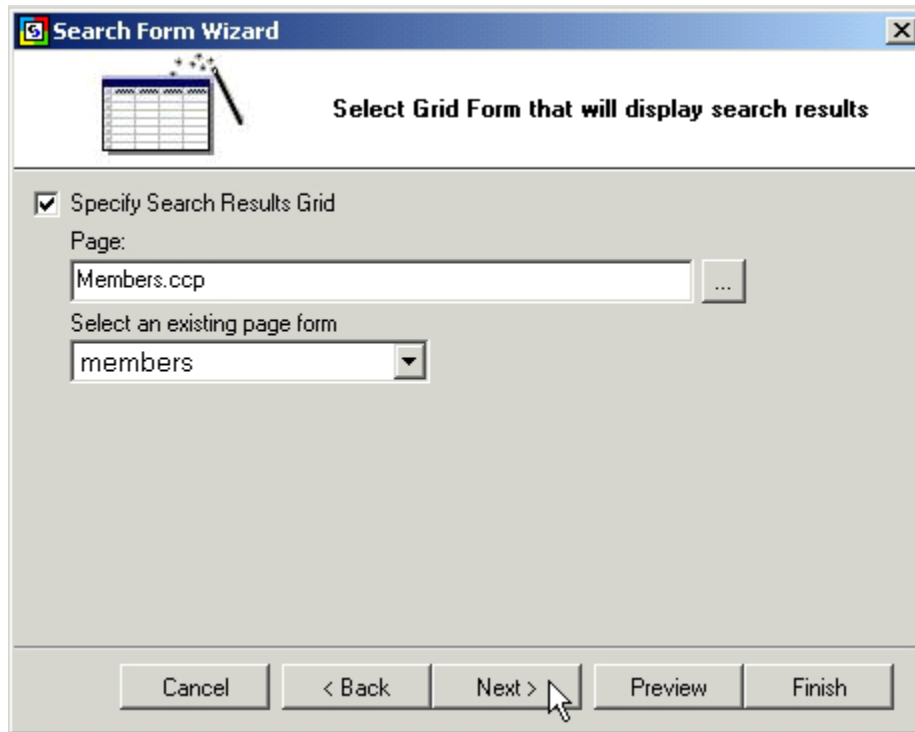 Search Form Wizard
Select Grid Form that will display search results
Specify Search Results Grid
Page:
Members.ccp
...
Select an existing page form
members
Cancel
< Back
Next >
Preview
Finish